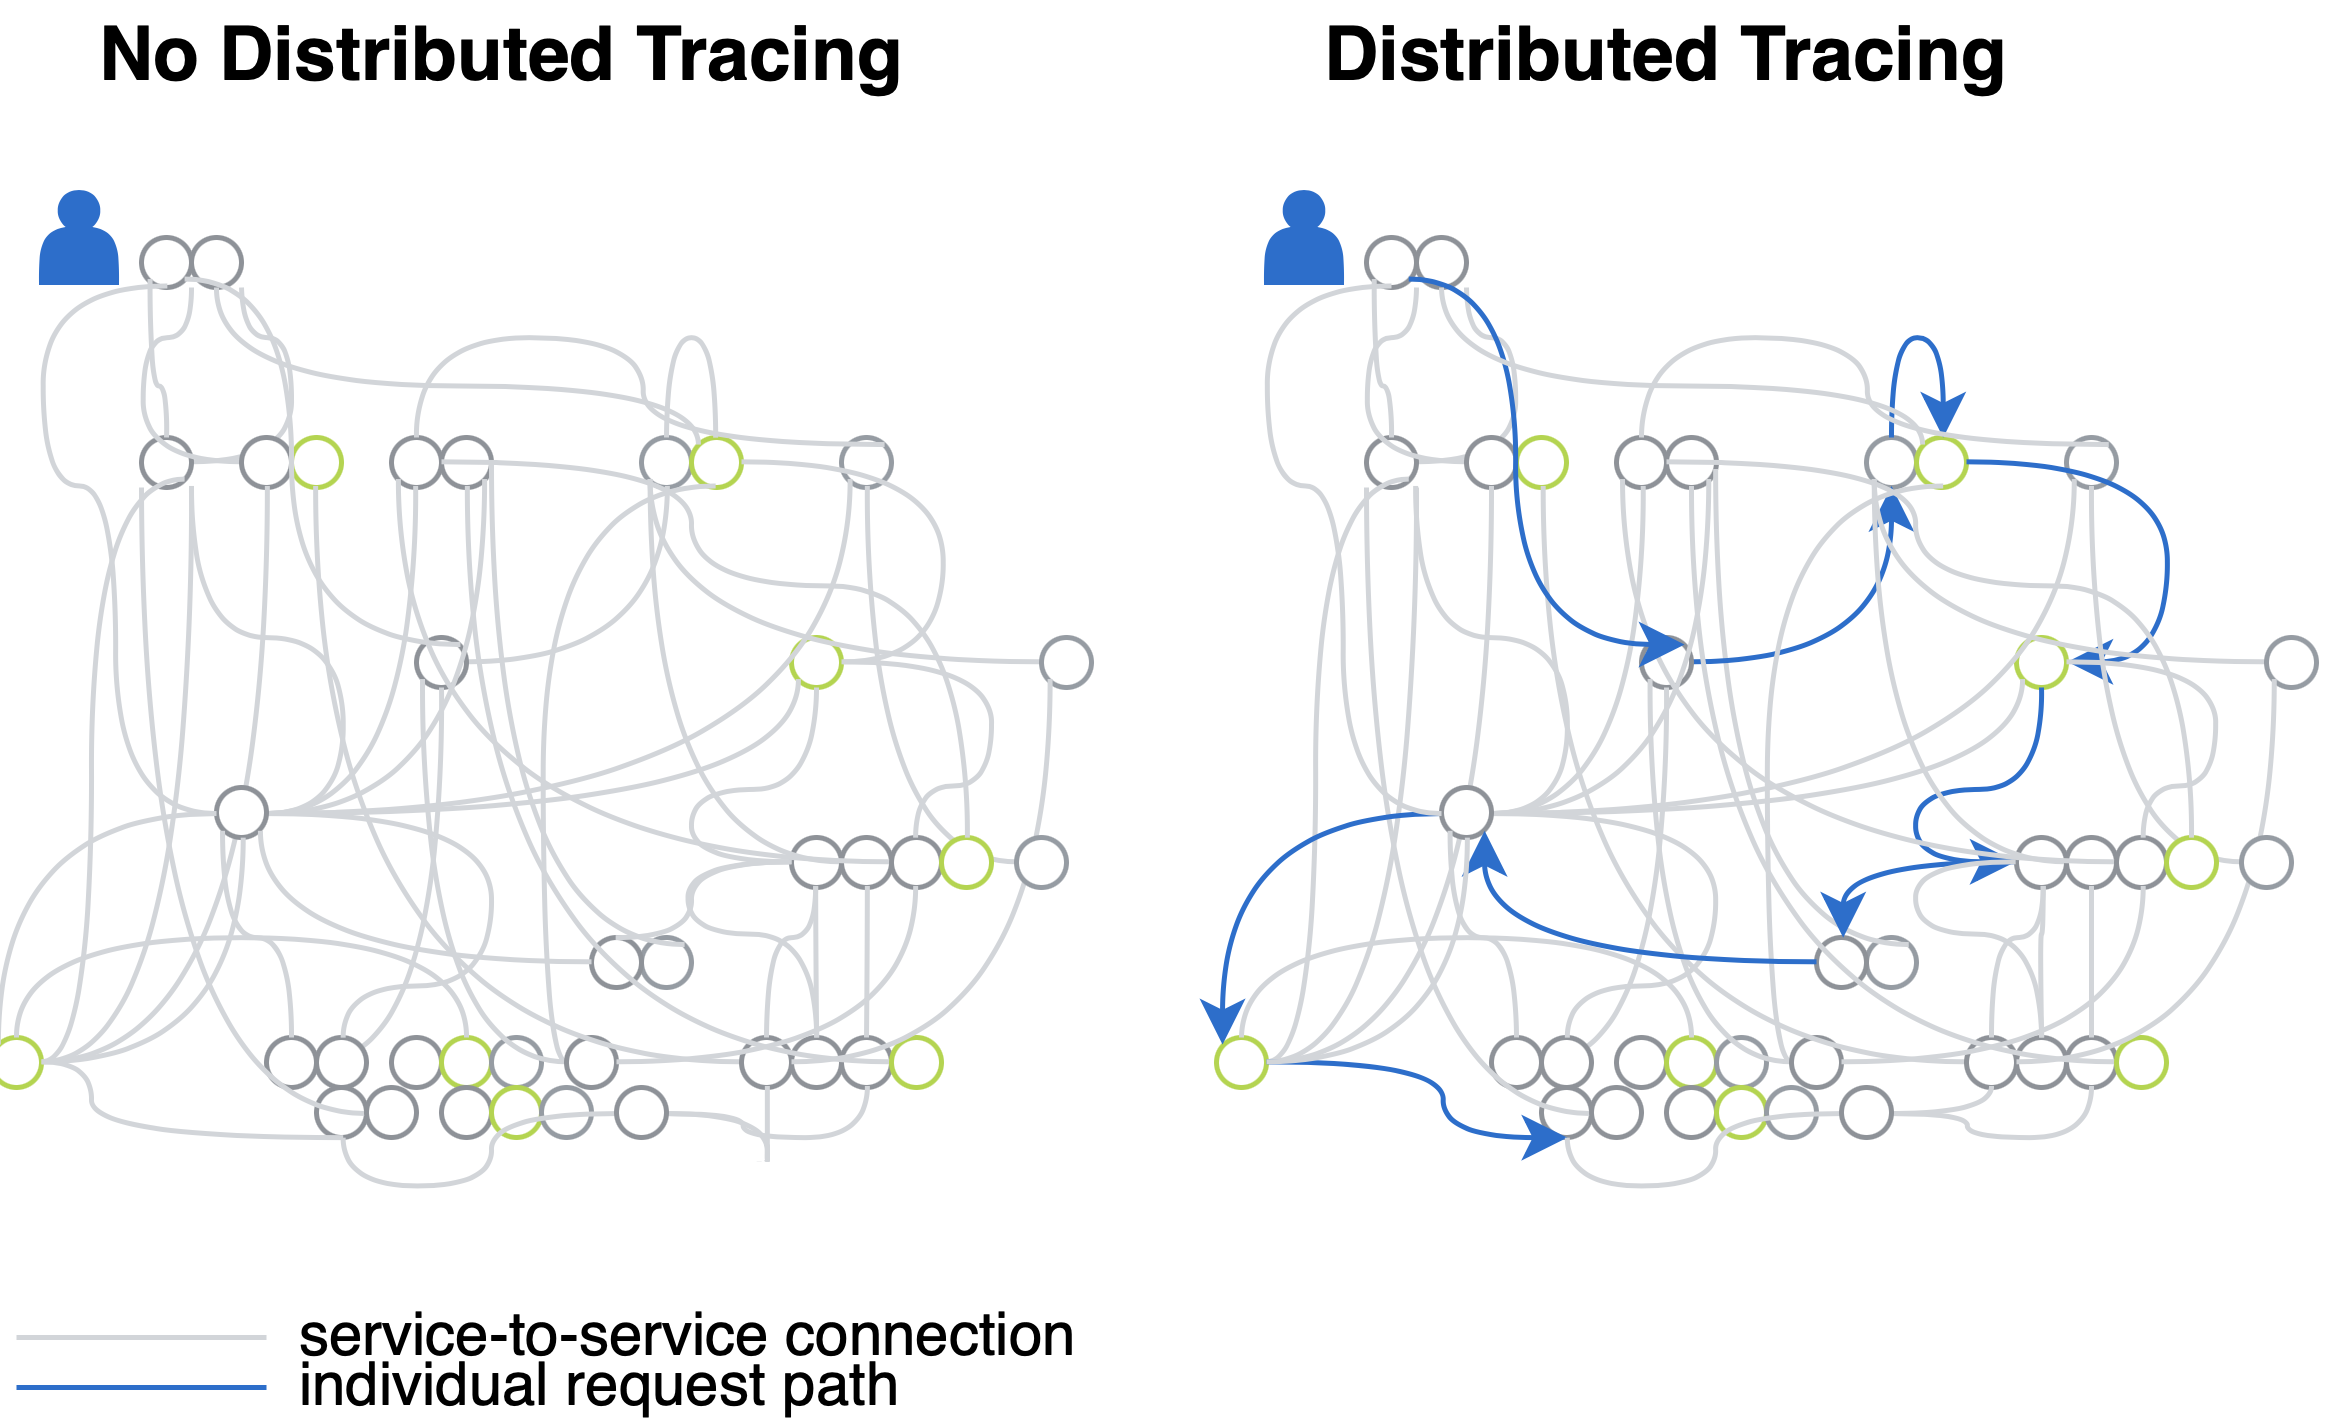 No Distributed Tracing
Distributed Tracing
service-to-service connection
individual request path